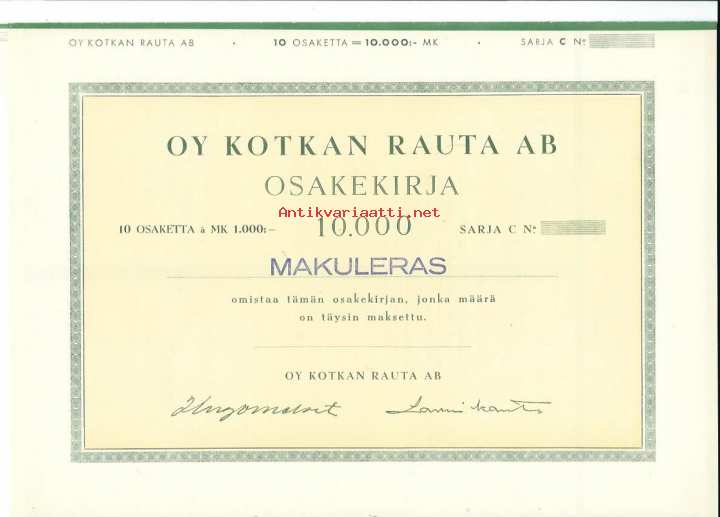 OY KOTKAN RAUTA AB · 10 OSAKETTA = 10.000:- MK · SARJA C Nº
OY KOTKAN RAUTA AB
OSAKEKIRJA
Antikvariaatti.net
10 OSAKETTA à MK 1.000:- 10.000 SARJA C Nº
MAKULERAS
omistaa tämän osakekirjan, jonka määrä
on täysin maksettu.
OY KOTKAN RAUTA AB